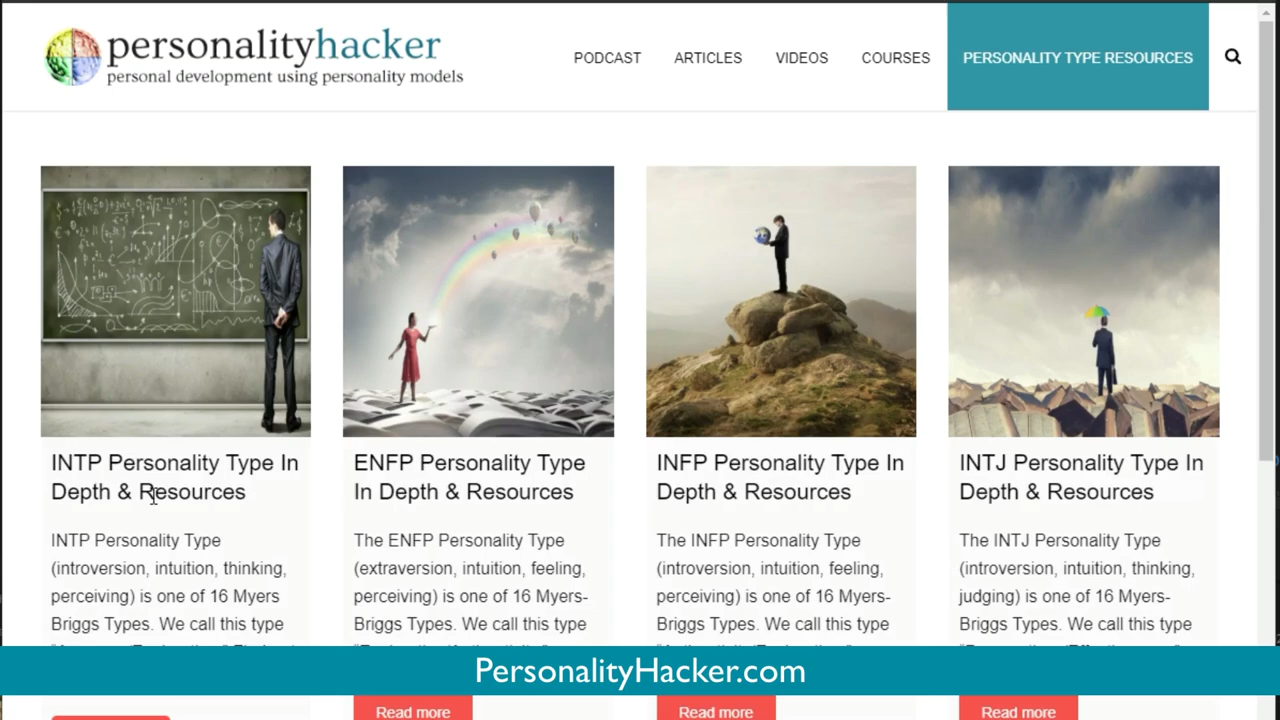 personalityhacker
personal development using personality models
PODCAST
ARTICLES
VIDEOS
COURSES
PERSONALITY TYPE RESOURCES
INTP Personality Type In
Depth & Resources
INTP Personality Type
(introversion, intuition, thinking,
perceiving) is one of 16 Myers
Briggs Types. We call this type
ENFP Personality Type
In Depth & Resources
The ENFP Personality Type
(extraversion, intuition, feeling,
perceiving) is one of 16 Myers-
Briggs Types. We call this type
Read more
INFP Personality Type In
Depth & Resources
The INFP Personality Type
(introversion, intuition, feeling,
perceiving) is one of 16 Myers-
Briggs Types. We call this type
Read more
INTJ Personality Type In
Depth & Resources
The INTJ Personality Type
(introversion, intuition, thinking,
judging) is one of 16 Myers-
Briggs Types. We call this type
Read more
PersonalityHacker.com